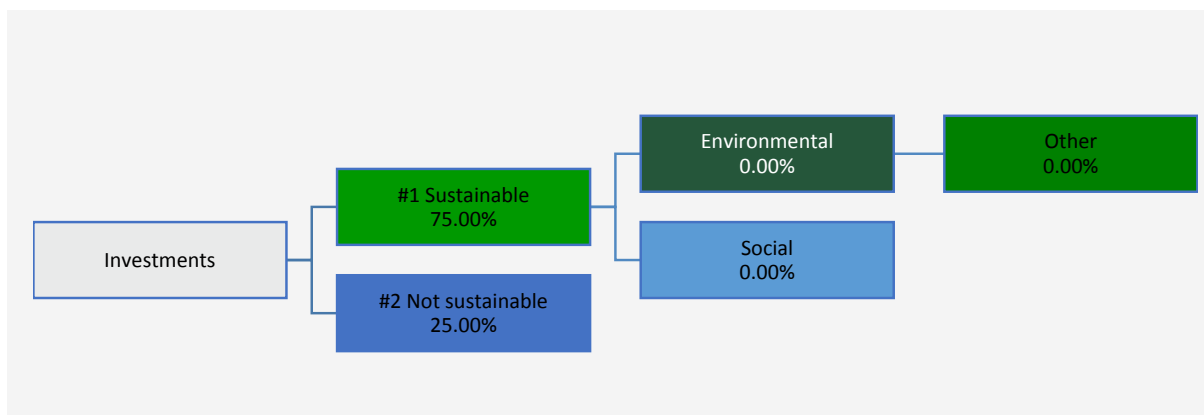 Investments
#1 Sustainable
75.00%
#2 Not sustainable
25.00%
Environmental
0.00%
Social
0.00%
Other
0.00%